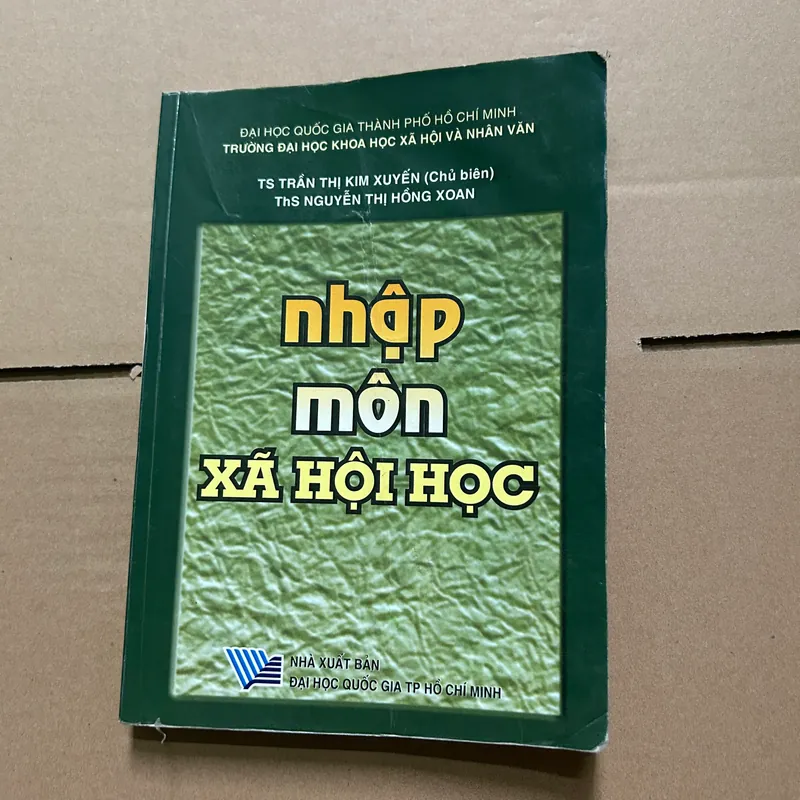 ĐẠI HỌC QUỐC GIA THÀNH PHỐ HỒ CHÍ MINH
TRƯỜNG ĐẠI HỌC KHOA HỌC XÃ HỘI VÀ NHÂN VĂN
TS TRẦN THỊ KIM XUYẾN (Chủ biên)
ThS NGUYỄN THỊ HỒNG XOAN
nhập
môn
XÃ HỘI HỌC
NHÀ XUẤT BẢN
ĐẠI HỌC QUỐC GIA TP HỒ CHÍ MINH